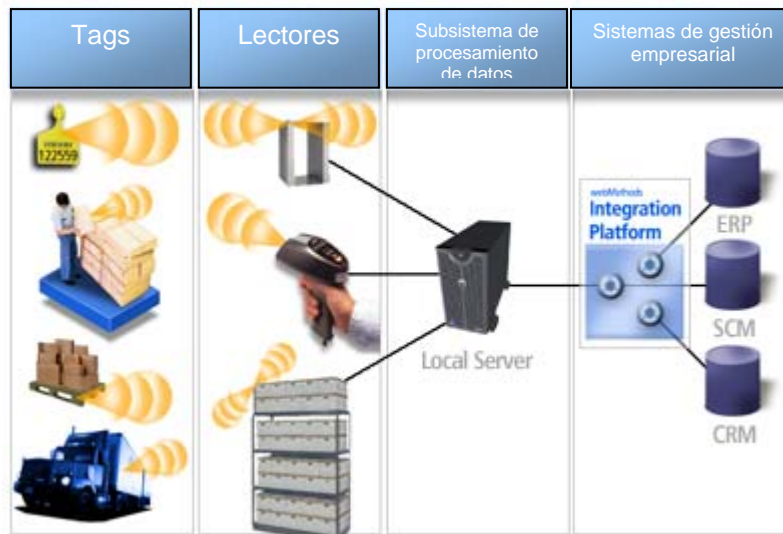 Tags
Lectores
Subsistema de
procesamiento
de datos
Sistemas de gestión
empresarial
122559
webMethods
Integration
Platform
ERP
SCM
CRM
Local Server